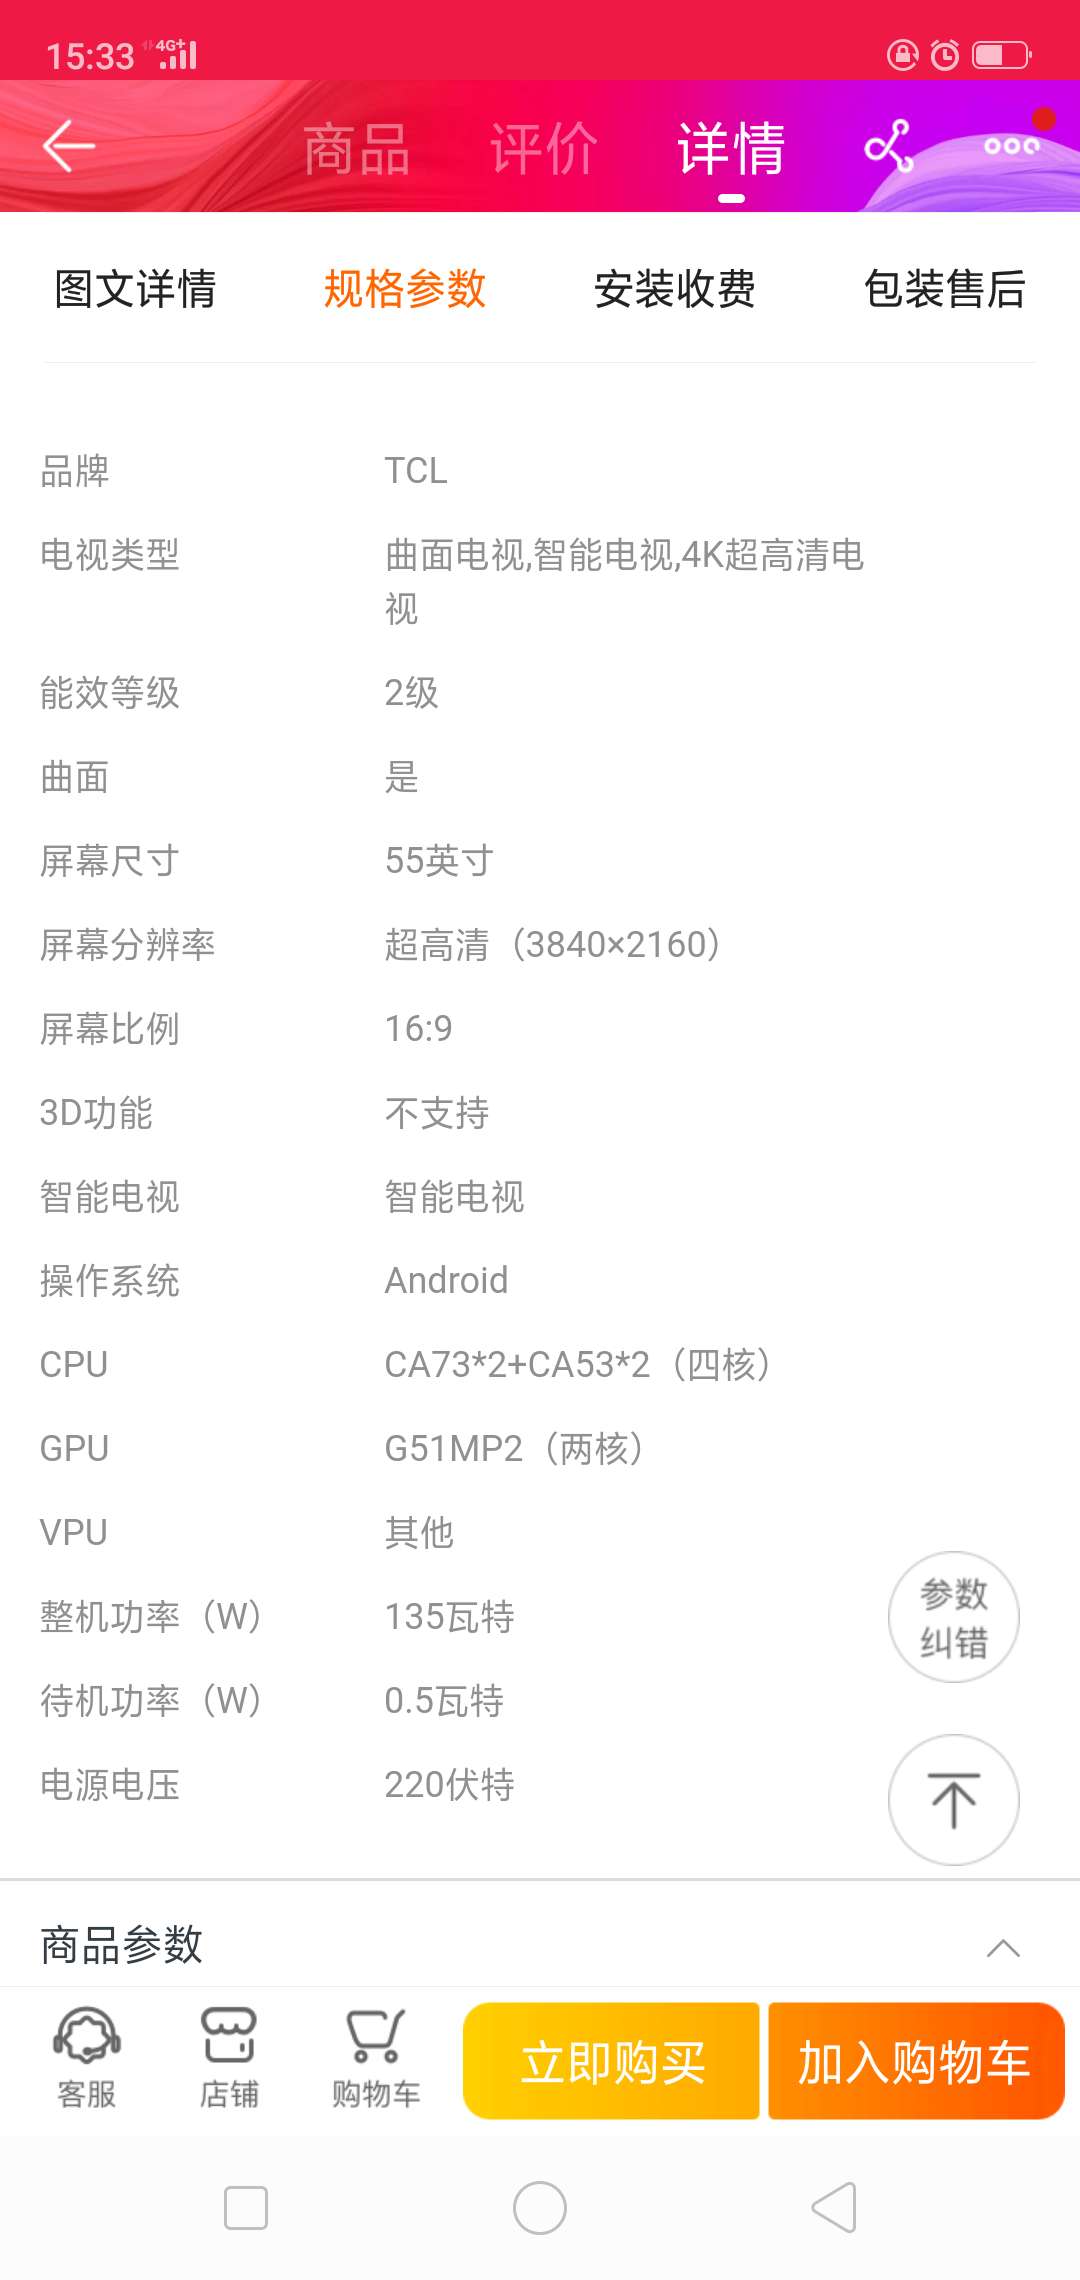 15:33 4G+
商品 评价 详情
图文详情 规格参数 安装收费 包装售后
品牌 TCL
电视类型 曲面电视,智能电视,4K超高清电
视
能效等级 2级
曲面 是
屏幕尺寸 55英寸
屏幕分辨率 超高清（3840×2160）
屏幕比例 16:9
3D功能 不支持
智能电视 智能电视
操作系统 Android
CPU CA73*2+CA53*2（四核）
GPU G51MP2（两核）
VPU 其他
整机功率（W） 135瓦特
待机功率（W） 0.5瓦特
电源电压 220伏特
参数
纠错
商品参数
客服 店铺 购物车 立即购买 加入购物车